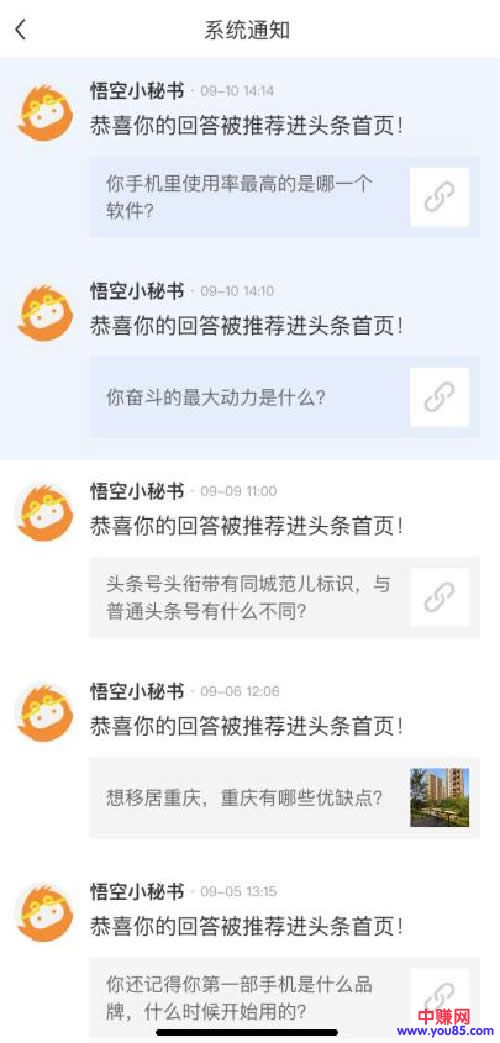 系统通知
悟空小秘书 · 09-10 14:14
恭喜你的回答被推荐进头条首页！
你手机里使用率最高的是哪一个
软件？
悟空小秘书 · 09-10 14:10
恭喜你的回答被推荐进头条首页！
你奋斗的最大动力是什么？
悟空小秘书 · 09-09 11:00
恭喜你的回答被推荐进头条首页！
头条号头衔带有同城范儿标识，与
普通头条号有什么不同？
悟空小秘书 · 09-06 12:06
恭喜你的回答被推荐进头条首页！
想移居重庆，重庆有哪些优缺点？
悟空小秘书 · 09-05 13:15
恭喜你的回答被推荐进头条首页！
你还记得你第一部手机是什么品
牌，什么时候开始用的？
中赚网
www.you85.com